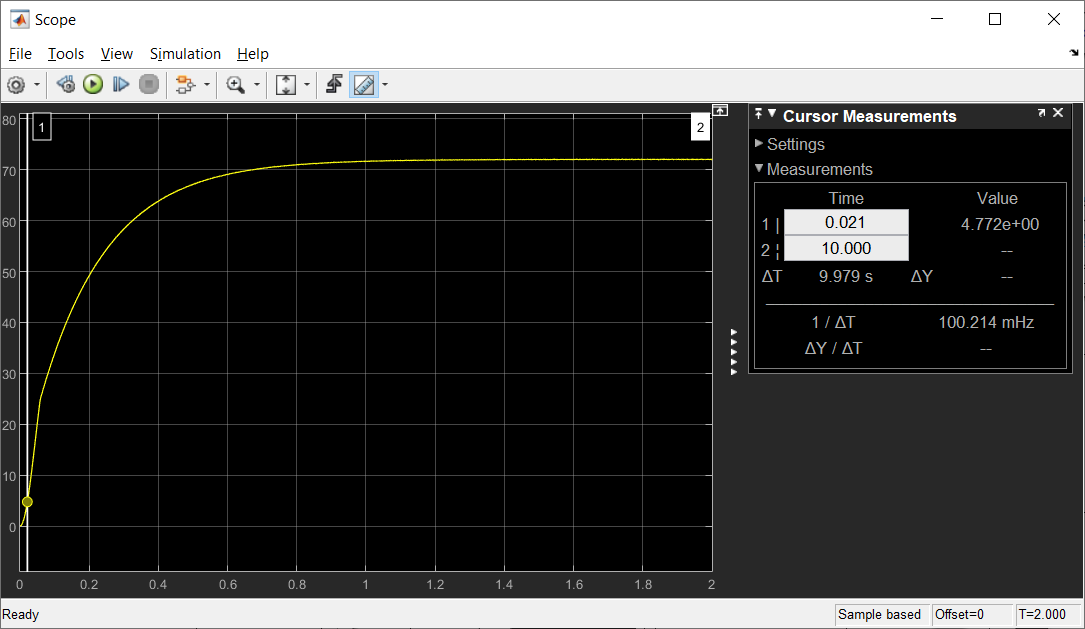 Scope
File Tools View Simulation Help
80
70
60
50
40
30
20
10
0
1
2
0 0.2 0.4 0.6 0.8 1 1.2 1.4 1.6 1.8 2
Cursor Measurements
Settings
Measurements
Time Value
1 | 0.021 4.772e+00
2 ¦ 10.000 --
ΔT 9.979 s ΔY --
1 / ΔT 100.214 mHz
ΔY / ΔT --
Ready Sample based Offset=0 T=2.000